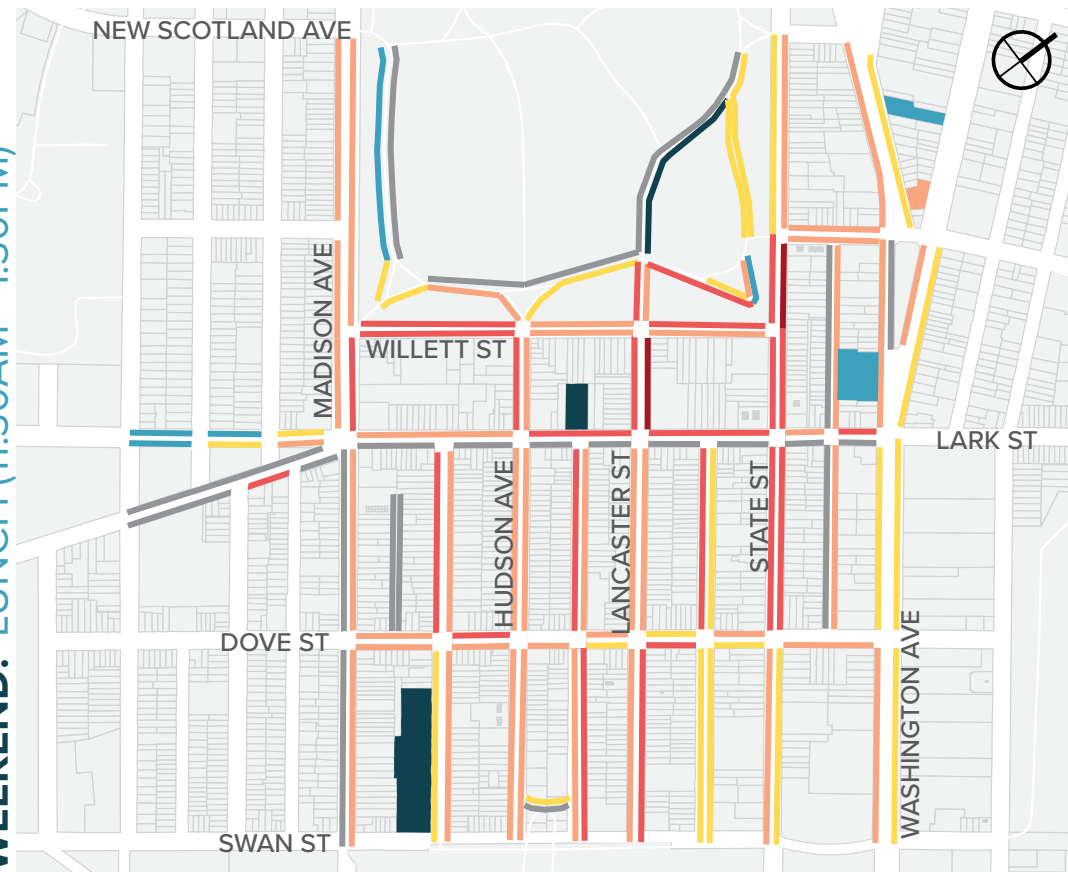 NEW SCOTLAND AVE
MADISON AVE
WILLETT ST
LARK ST
HUDSON AVE
LANCASTER ST
STATE ST
DOVE ST
WASHINGTON AVE
SWAN ST
WEEKEND: LUNCH (11:30AM - 1:30PM)